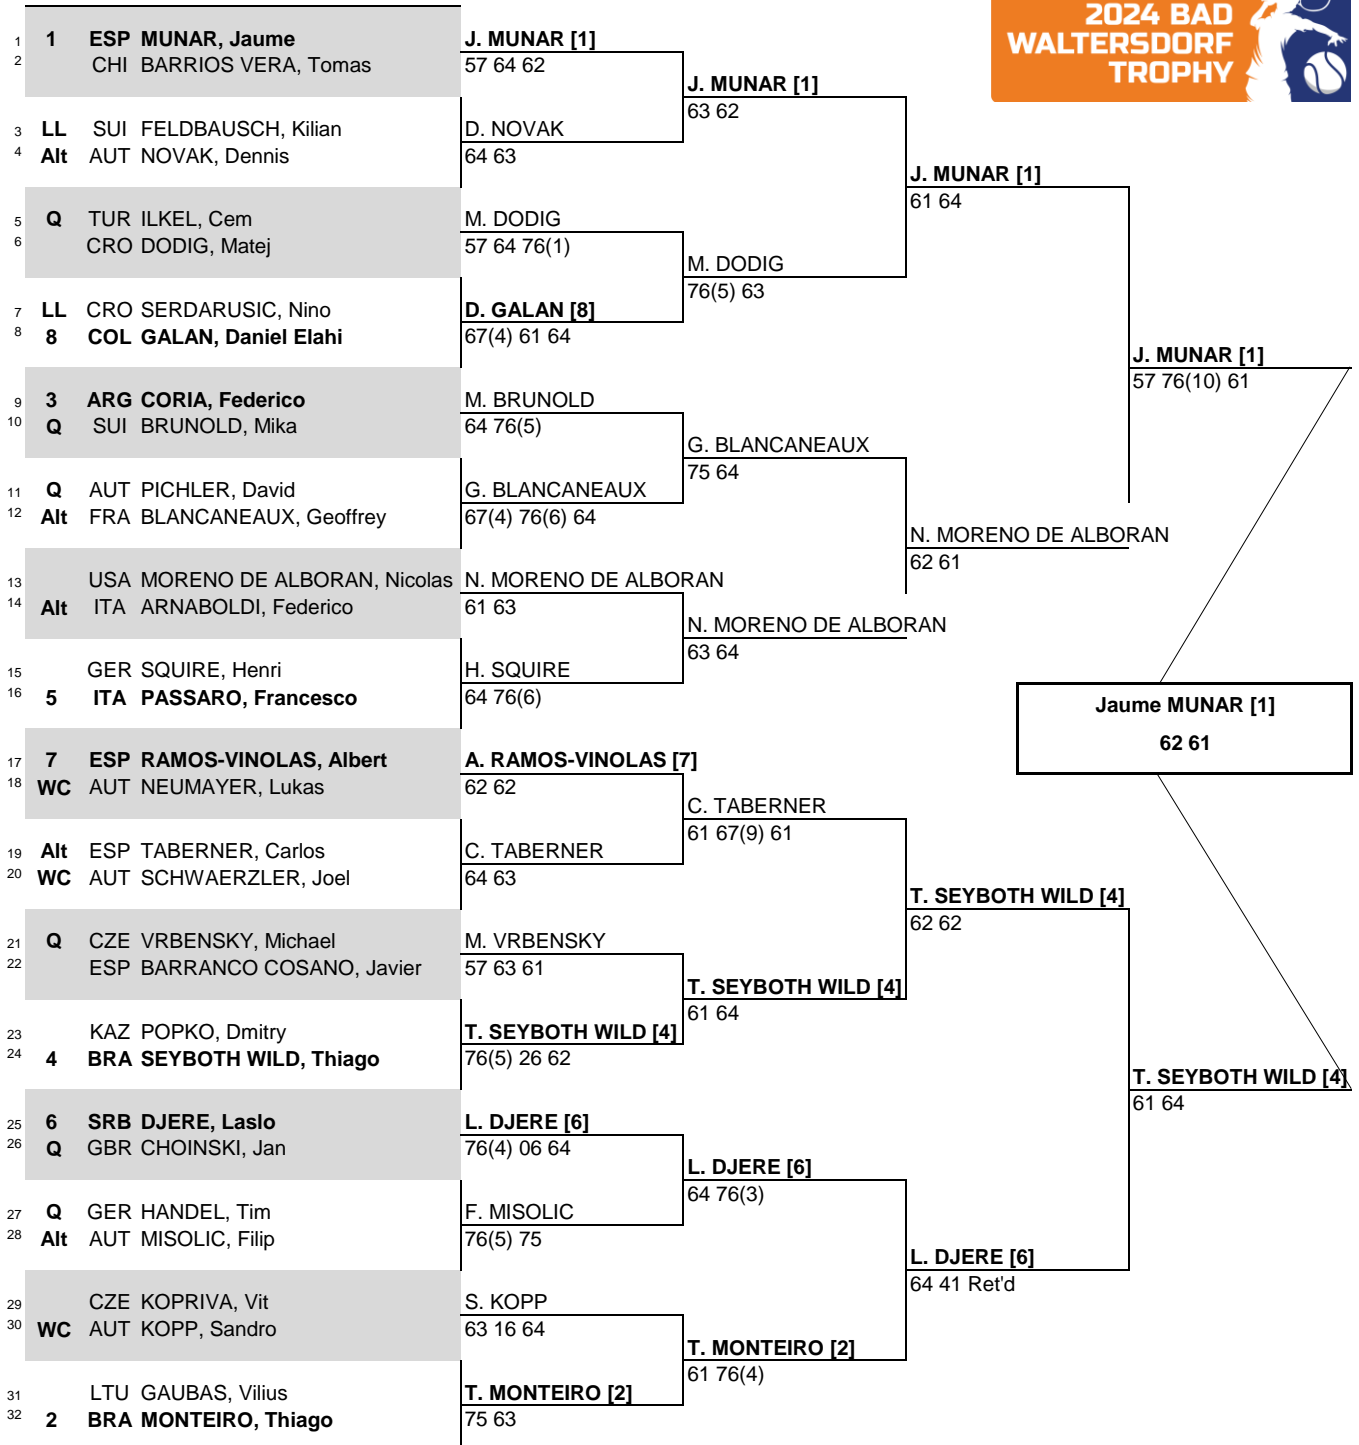 2024 BAD
WALTERSDORF
TROPHY
1 1 ESP MUNAR, Jaume
2 CHI BARRIOS VERA, Tomas
3 LL SUI FELDBAUSCH, Kilian
4 Alt AUT NOVAK, Dennis
5 Q TUR ILKEL, Cem
6 CRO DODIG, Matej
7 LL CRO SERDARUSIC, Nino
8 8 COL GALAN, Daniel Elahi
9 3 ARG CORIA, Federico
10 Q SUI BRUNOLD, Mika
11 Q AUT PICHLER, David
12 Alt FRA BLANCANEAUX, Geoffrey
13 USA MORENO DE ALBORAN, Nicolas
14 Alt ITA ARNABOLDI, Federico
15 GER SQUIRE, Henri
16 5 ITA PASSARO, Francesco
17 7 ESP RAMOS-VINOLAS, Albert
18 WC AUT NEUMAYER, Lukas
19 Alt ESP TABERNER, Carlos
20 WC AUT SCHWAERZLER, Joel
21 Q CZE VRBENSKY, Michael
22 ESP BARRANCO COSANO, Javier
23 KAZ POPKO, Dmitry
24 4 BRA SEYBOTH WILD, Thiago
25 6 SRB DJERE, Laslo
26 Q GBR CHOINSKI, Jan
27 Q GER HANDEL, Tim
28 Alt AUT MISOLIC, Filip
29 CZE KOPRIVA, Vit
30 WC AUT KOPP, Sandro
31 LTU GAUBAS, Vilius
32 2 BRA MONTEIRO, Thiago
J. MUNAR [1]
57 64 62
D. NOVAK
64 63
M. DODIG
57 64 76(1)
D. GALAN [8]
67(4) 61 64
M. BRUNOLD
64 76(5)
G. BLANCANEAUX
67(4) 76(6) 64
N. MORENO DE ALBORAN
61 63
H. SQUIRE
64 76(6)
A. RAMOS-VINOLAS [7]
62 62
C. TABERNER
64 63
M. VRBENSKY
57 63 61
T. SEYBOTH WILD [4]
76(5) 26 62
L. DJERE [6]
76(4) 06 64
F. MISOLIC
76(5) 75
S. KOPP
63 16 64
T. MONTEIRO [2]
75 63
J. MUNAR [1]
63 62
M. DODIG
76(5) 63
G. BLANCANEAUX
75 64
N. MORENO DE ALBORAN
63 64
C. TABERNER
61 67(9) 61
T. SEYBOTH WILD [4]
61 64
L. DJERE [6]
64 76(3)
T. MONTEIRO [2]
61 76(4)
J. MUNAR [1]
61 64
N. MORENO DE ALBORAN
62 61
T. SEYBOTH WILD [4]
62 62
L. DJERE [6]
64 41 Ret'd
J. MUNAR [1]
57 76(10) 61
T. SEYBOTH WILD [4]
61 64
Jaume MUNAR [1]
62 61